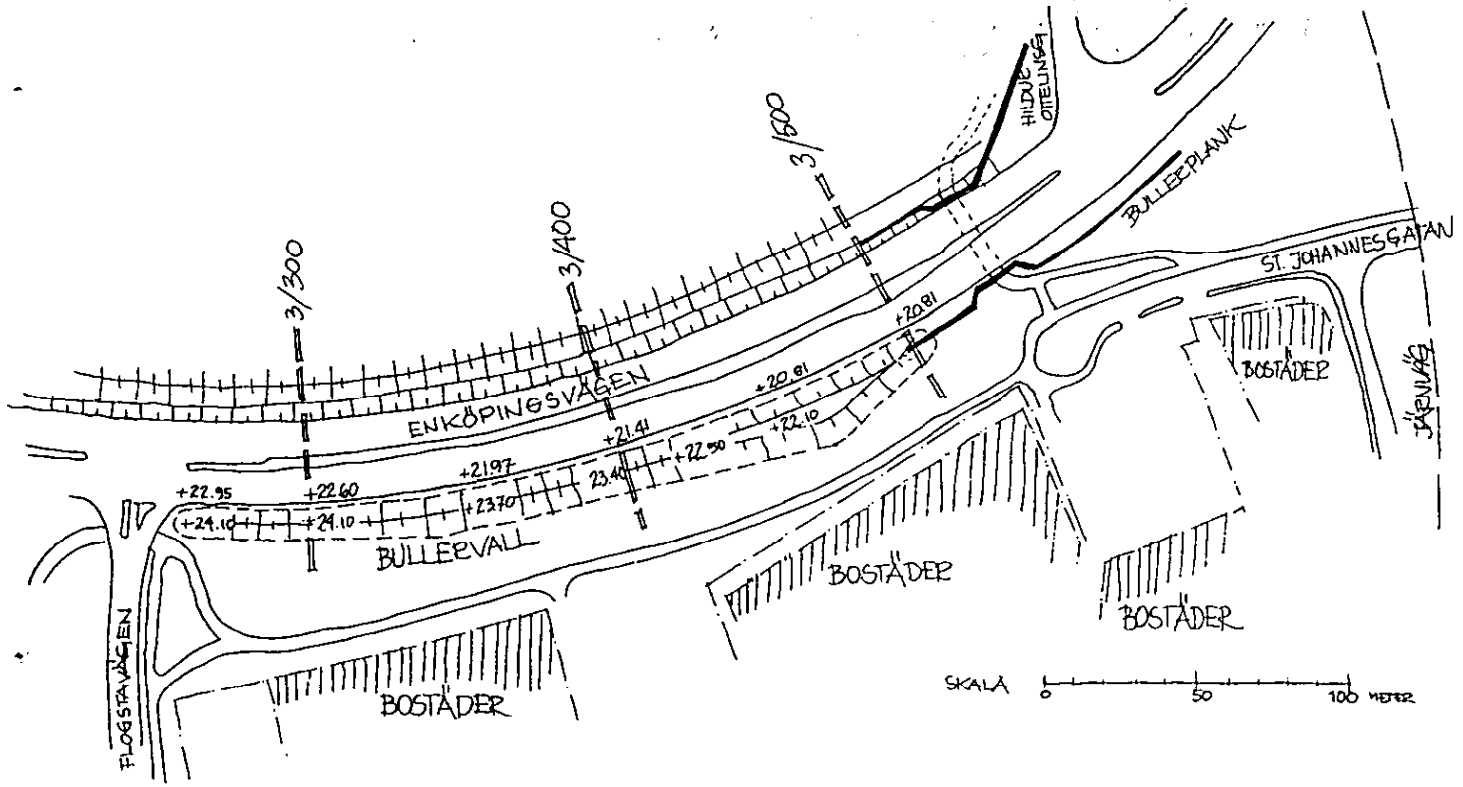 HILDUR
OTTELINSG
3/500
BULLERPLANK
3/400
3/300
ST. JOHANNESGATAN
+20.81
BOSTÄDER
JÄRNVÄG
ENKÖPINGSVÄGEN
+20.81
+21.41
+22.10
+22.50
+21.97
23.40
+22.95
+22.60
+23.70
+24.10
+24.10
BULLERVALL
BOSTÄDER
BOSTÄDER
FLOGSTAVÄGEN
BOSTÄDER
SKALA 0 50 100 METER